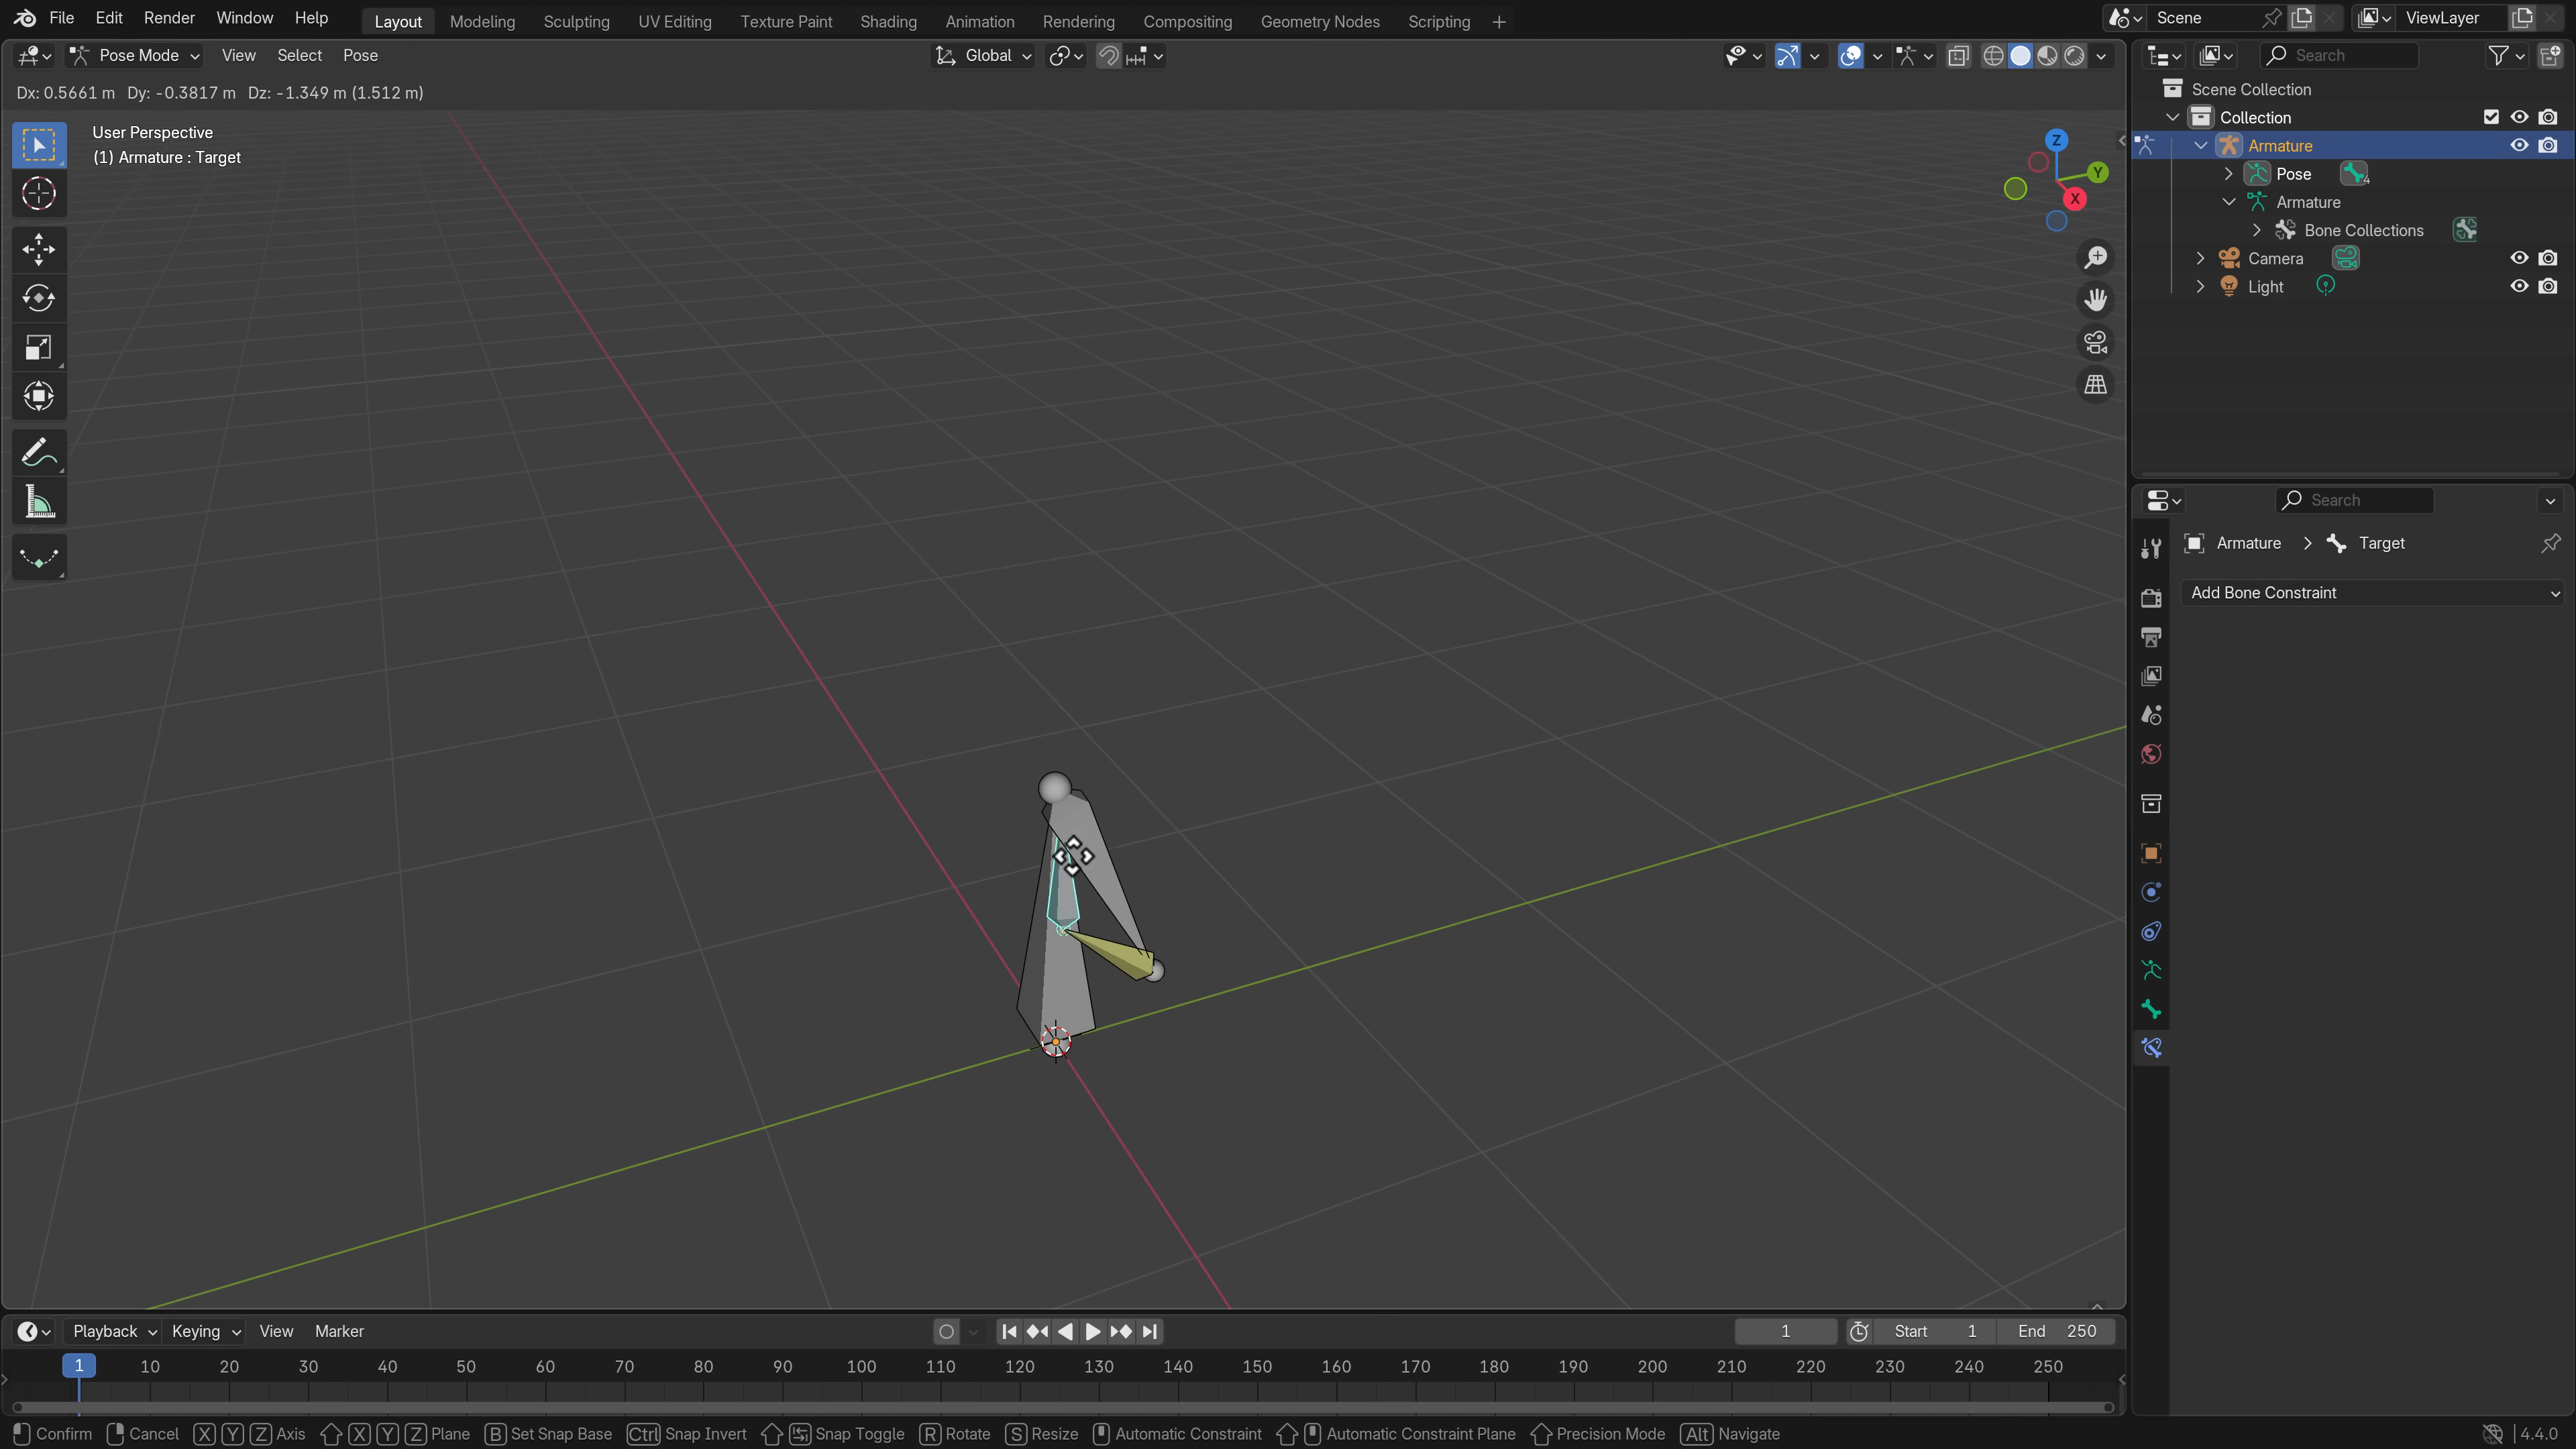 File Edit Render Window Help Layout Modeling Sculpting UV Editing Texture Paint Shading Animation Rendering Compositing Geometry Nodes Scripting + Scene ViewLayer
Pose Mode View Select Pose Global Search
Dx: 0.5661 m Dy: -0.3817 m Dz: -1.349 m (1.512 m)
User Perspective
(1) Armature : Target
Z
Y
X
Scene Collection
Collection
Armature
Pose 4
Armature
Bone Collections
Camera
Light
Search
Armature > Target
Add Bone Constraint
Playback Keying View Marker 1 Start 1 End 250
1 10 20 30 40 50 60 70 80 90 100 110 120 130 140 150 160 170 180 190 200 210 220 230 240 250
Confirm Cancel X Y Z Axis X Y Z Plane B Set Snap Base Ctrl Snap Invert Snap Toggle R Rotate S Resize Automatic Constraint Automatic Constraint Plane Precision Mode Alt Navigate 4.4.0